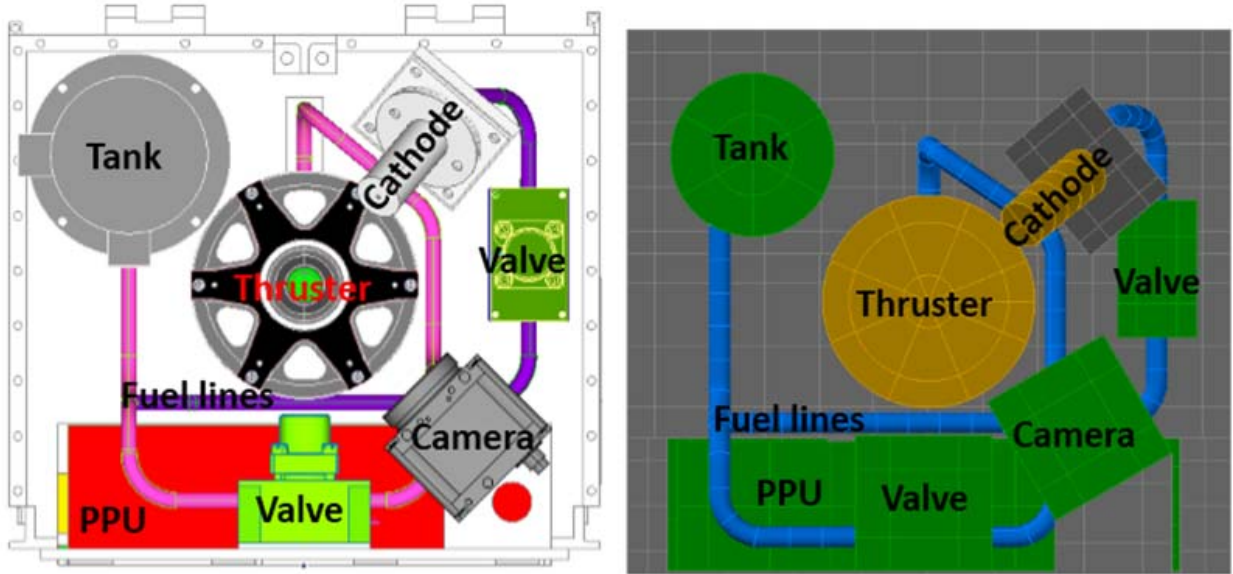 Tank
Cathode
Thruster
Valve
Fuel lines
Camera
PPU
Valve
Tank
Cathode
Thruster
Valve
Fuel lines
Camera
PPU
Valve